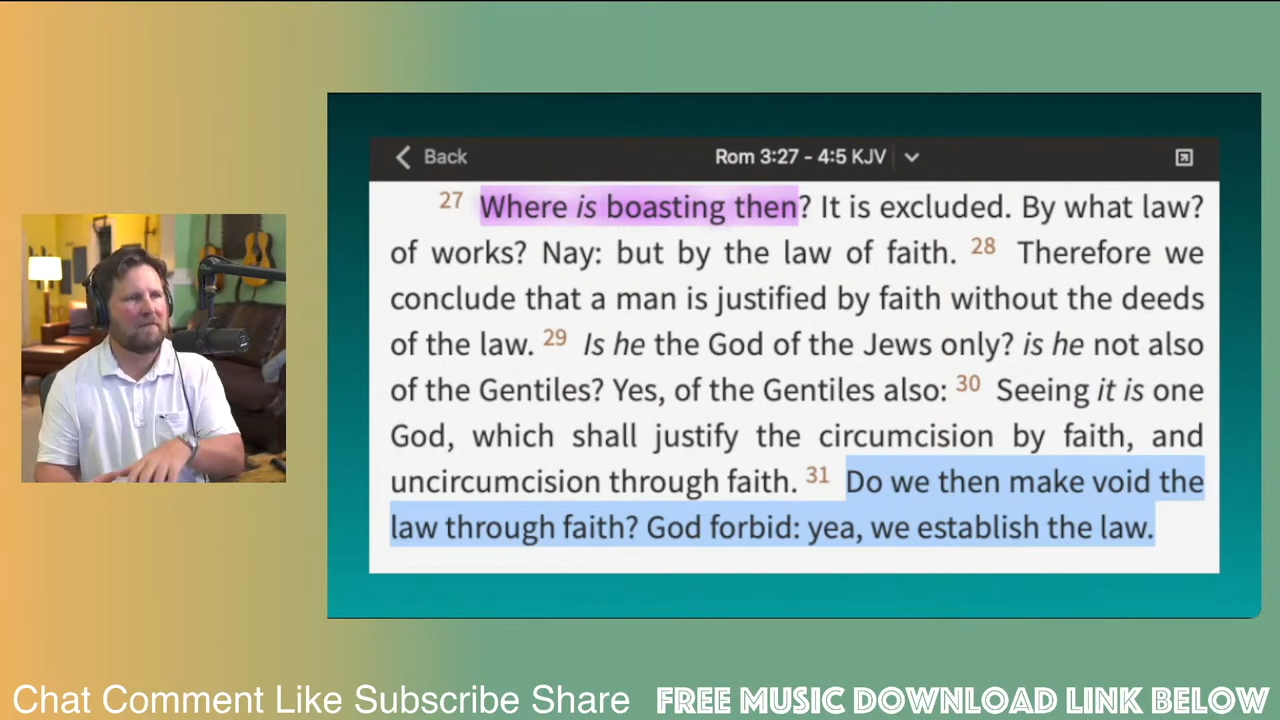 Back
Rom 3:27 - 4:5 KJV
27 Where is boasting then? It is excluded. By what law?
of works? Nay: but by the law of faith. 28 Therefore we
conclude that a man is justified by faith without the deeds
of the law. 29 Is he the God of the Jews only? is he not also
of the Gentiles? Yes, of the Gentiles also: 30 Seeing it is one
God, which shall justify the circumcision by faith, and
uncircumcision through faith. 31 Do we then make void the
law through faith? God forbid: yea, we establish the law.
Chat Comment Like Subscribe Share
FREE MUSIC DOWNLOAD LINK BELOW